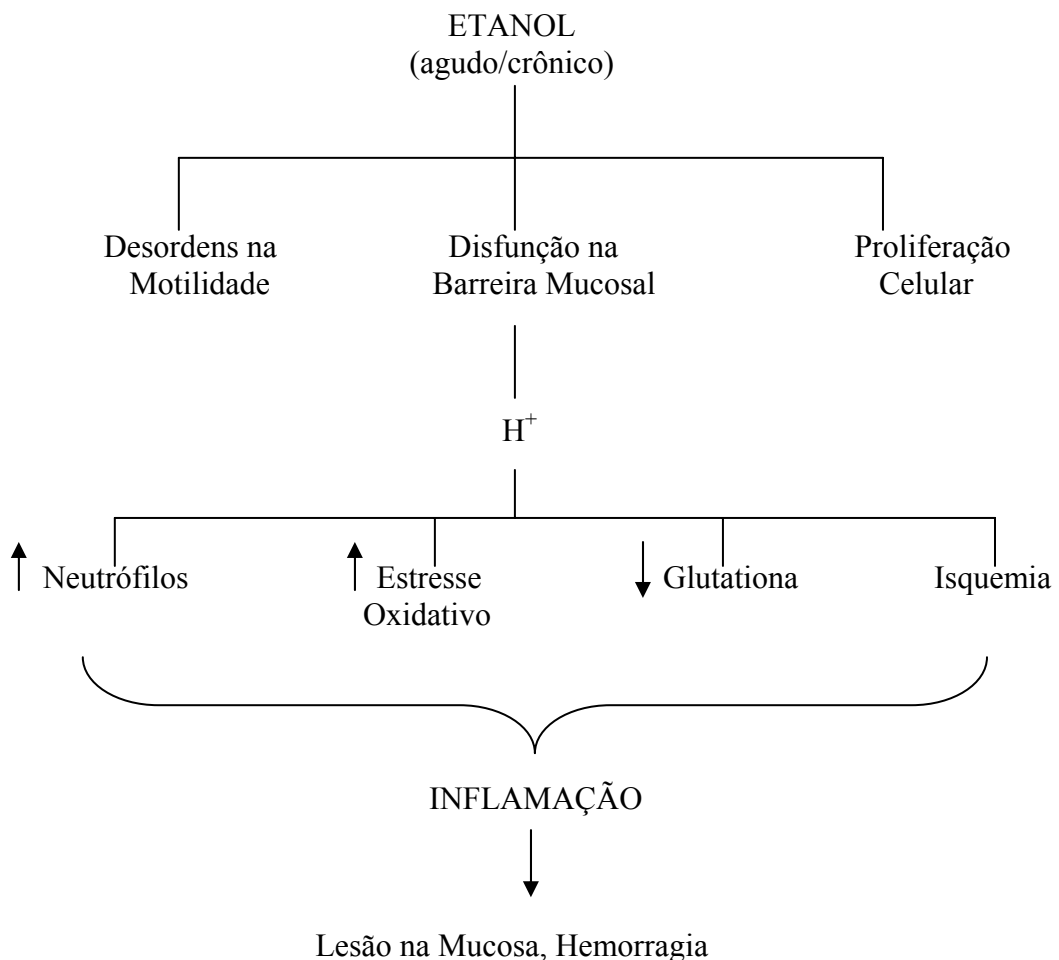 ETANOL
(agudo/crônico)
Desordens na
Motilidade
Disfunção na
Barreira Mucosal
Proliferação
Celular
H⁺
↑ Neutrófilos
↑ Estresse
Oxidativo
↓ Glutationa
Isquemia
INFLAMAÇÃO
Lesão na Mucosa, Hemorragia